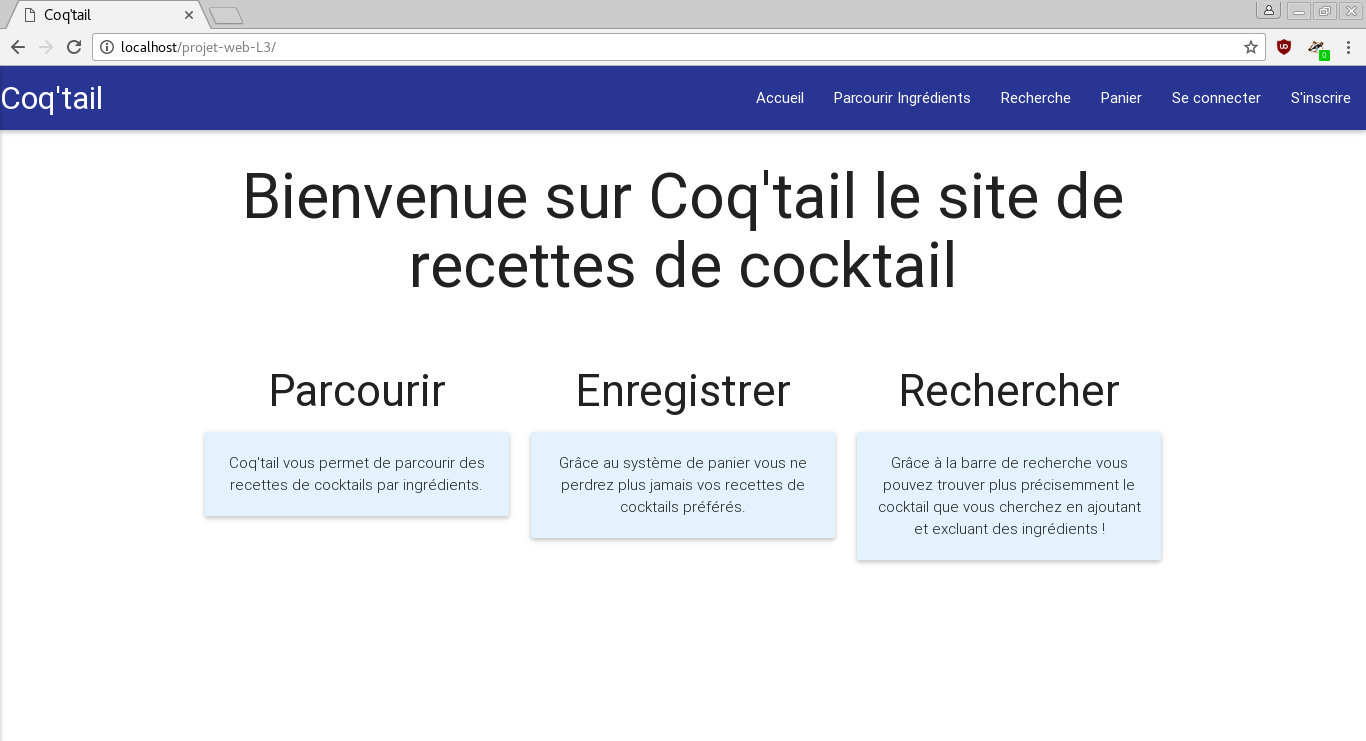 Coq'tail
localhost/projet-web-L3/
0
Coq'tail
Accueil Parcourir Ingrédients Recherche Panier Se connecter S'inscrire
Bienvenue sur Coq'tail le site de
recettes de cocktail
Parcourir
Coq'tail vous permet de parcourir des
recettes de cocktails par ingrédients.
Enregistrer
Grâce au système de panier vous ne
perdrez plus jamais vos recettes de
cocktails préférés.
Rechercher
Grâce à la barre de recherche vous
pouvez trouver plus précisemment le
cocktail que vous cherchez en ajoutant
et excluant des ingrédients !